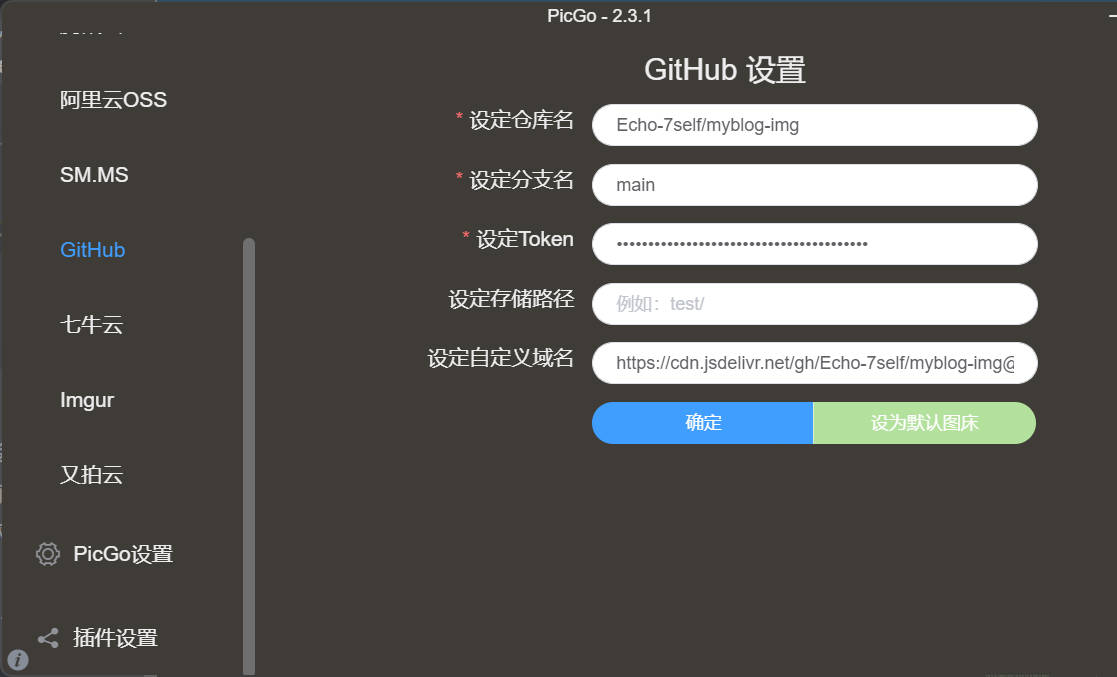 PicGo - 2.3.1
阿里云OSS
SM.MS
GitHub
七牛云
Imgur
又拍云
PicGo设置
插件设置
GitHub 设置
* 设定仓库名
Echo-7self/myblog-img
* 设定分支名
main
* 设定Token
••••••••••••••••••••••••••••••••••••••••
设定存储路径
例如：test/
设定自定义域名
https://cdn.jsdelivr.net/gh/Echo-7self/myblog-img@
确定
设为默认图床